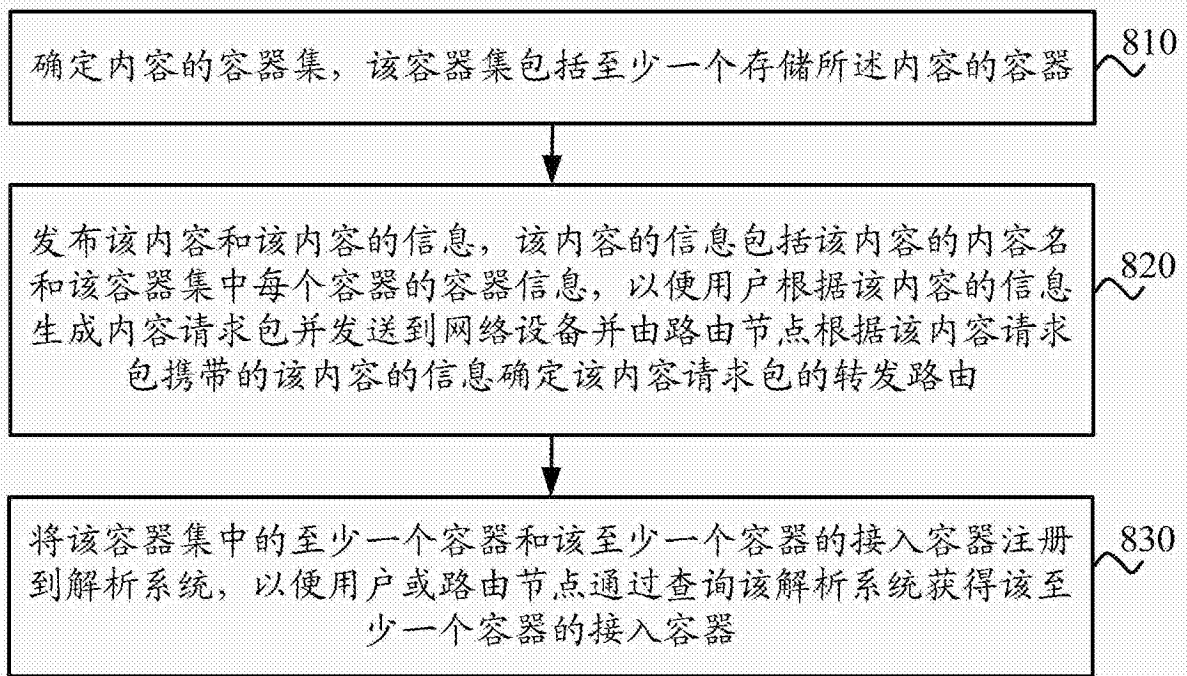 确定内容的容器集，该容器集包括至少一个存储所述内容的容器
810
发布该内容和该内容的信息，该内容的信息包括该内容的内容名
和该容器集中每个容器的容器信息，以便用户根据该内容的信息
生成内容请求包并发送到网络设备并由路由节点根据该内容请求
包携带的该内容的信息确定该内容请求包的转发路由
820
将该容器集中的至少一个容器和该至少一个容器的接入容器注册
到解析系统，以便用户或路由节点通过查询该解析系统获得该至
少一个容器的接入容器
830